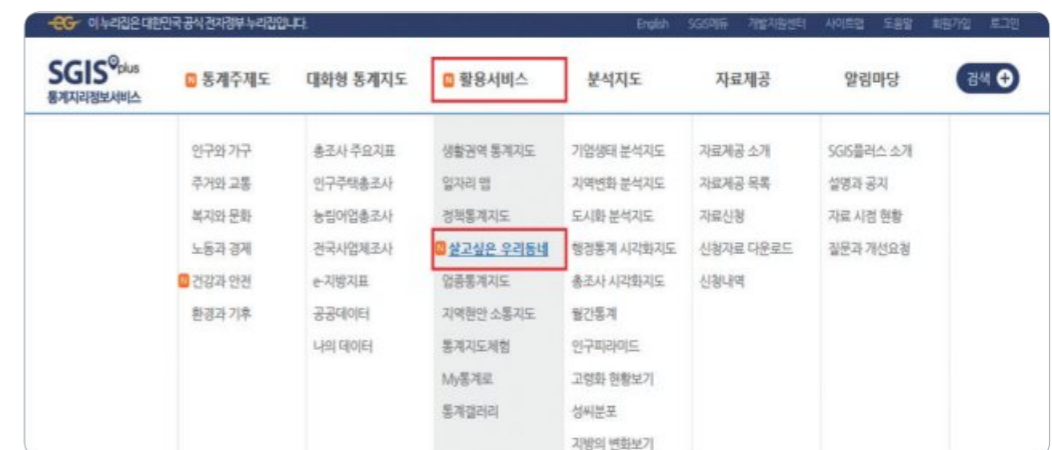 이 누리집은 대한민국 공식 전자정부 누리집입니다.
English SGIS에듀 개발지원센터 사이트맵 도움말 회원가입 로그인
SGIS plus
통계지리정보서비스
N 통계주제도 대화형 통계지도 N 활용서비스 분석지도 자료제공 알림마당 검색
인구와 가구 총조사 주요지표 생활권역 통계지도 기업생태 분석지도 자료제공 소개 SGIS플러스 소개
주거와 교통 인구주택총조사 일자리 맵 지역변화 분석지도 자료제공 목록 설명과 공지
복지와 문화 농림어업총조사 정책통계지도 도시화 분석지도 자료신청 자료 시점 현황
노동과 경제 전국사업체조사 N 살고싶은 우리동네 행정통계 시각화지도 신청자료 다운로드 질문과 개선요청
N 건강과 안전 e-지방지표 업종통계지도 총조사 시각화지도 신청내역
환경과 기후 공공데이터 지역현안 소통지도 월간통계
나의 데이터 통계지도체험 인구피라미드
My통계로 고령화 현황보기
통계갤러리 성씨분포
지방의 변화보기